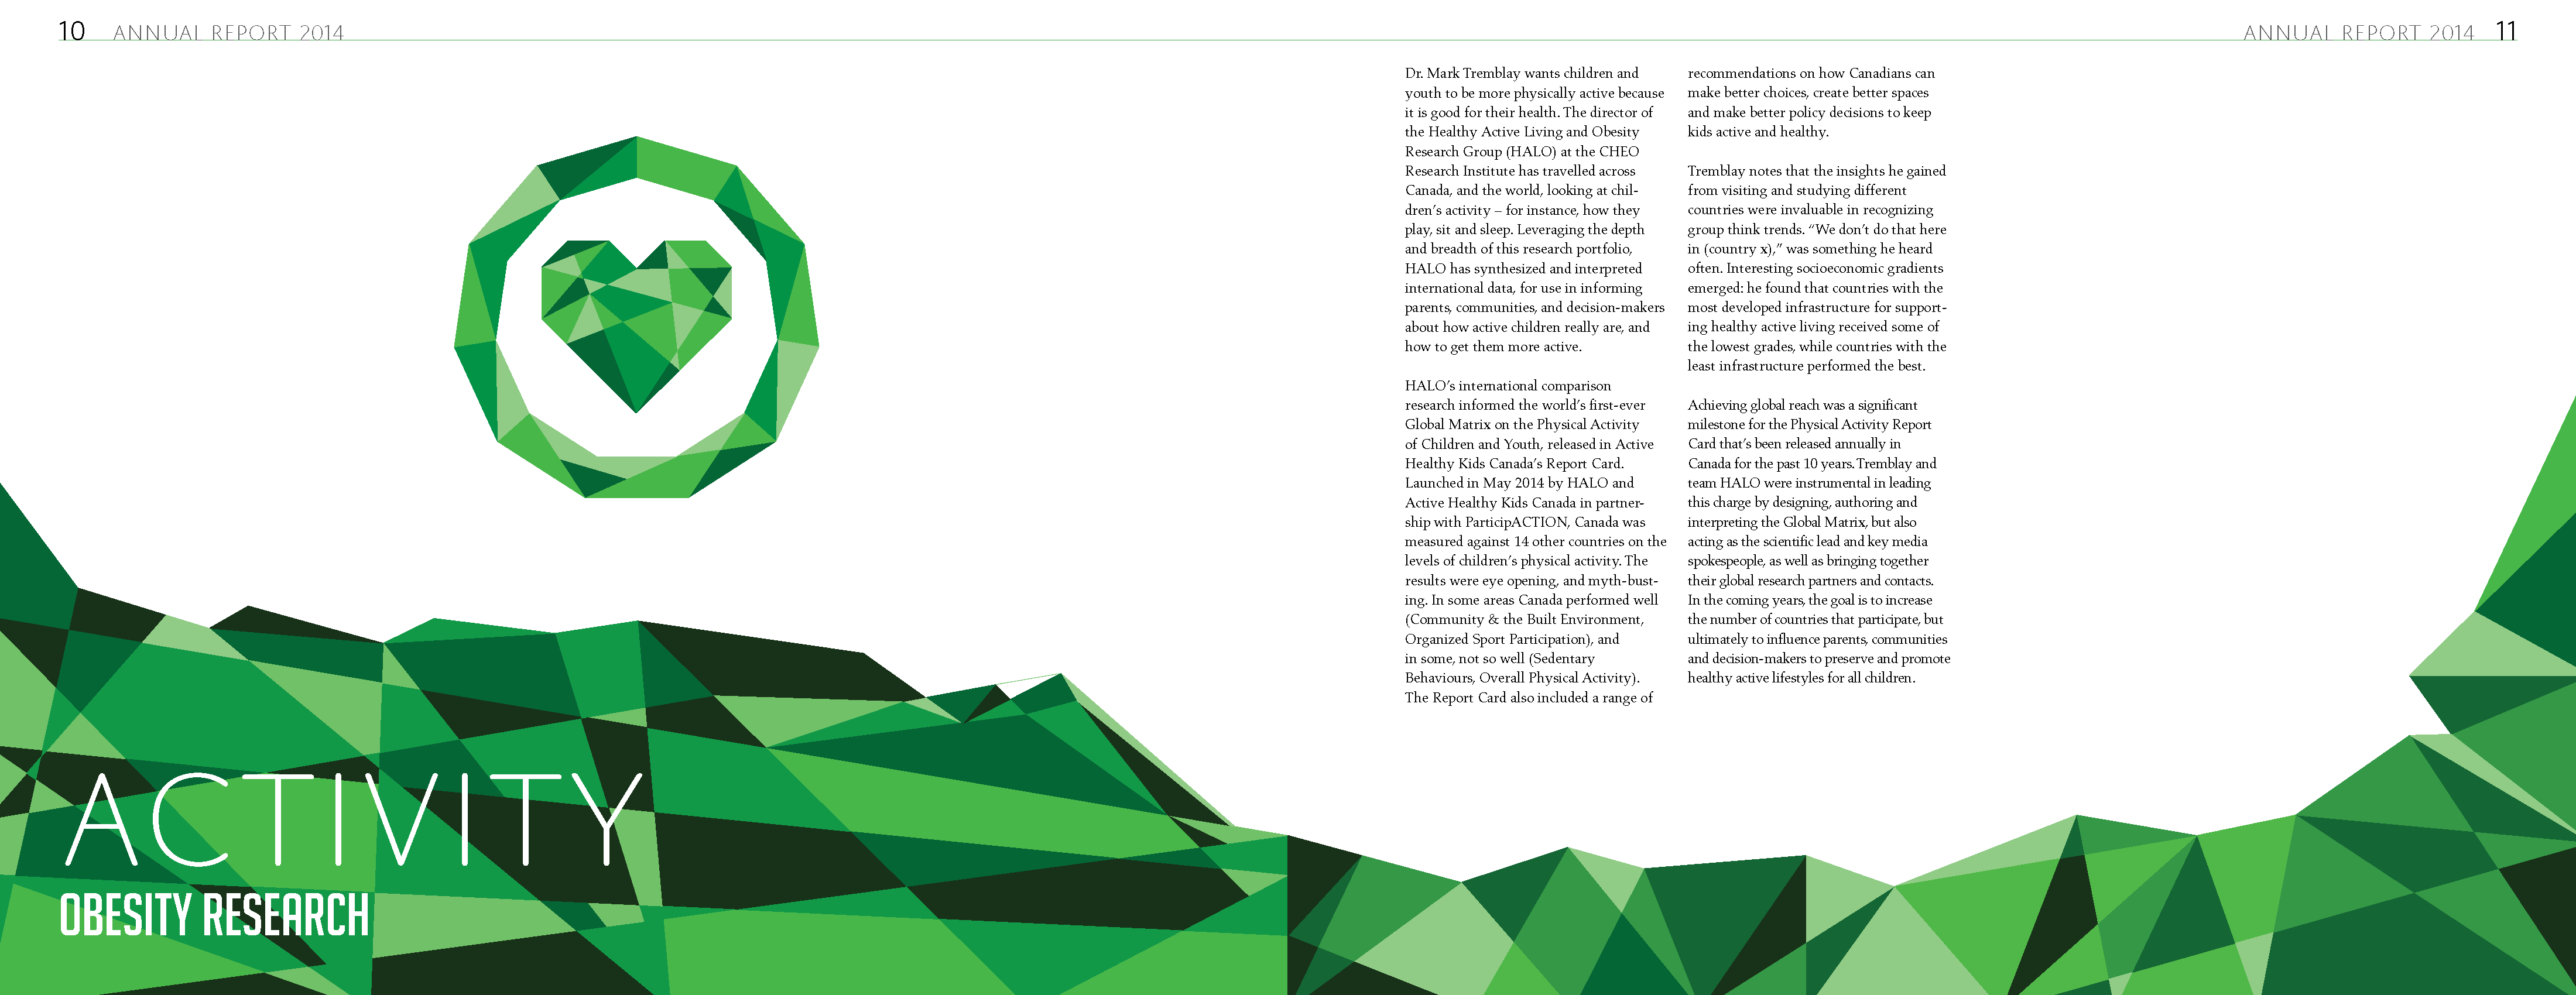 10 ANNUAL REPORT 2014
ANNUAL REPORT 2014 11
ACTIVITY
OBESITY RESEARCH
Dr. Mark Tremblay wants children and
youth to be more physically active because
it is good for their health. The director of
the Healthy Active Living and Obesity
Research Group (HALO) at the CHEO
Research Institute has travelled across
Canada, and the world, looking at chil-
dren’s activity – for instance, how they
play, sit and sleep. Leveraging the depth
and breadth of this research portfolio,
HALO has synthesized and interpreted
international data, for use in informing
parents, communities, and decision-makers
about how active children really are, and
how to get them more active.
HALO’s international comparison
research informed the world’s first-ever
Global Matrix on the Physical Activity
of Children and Youth, released in Active
Healthy Kids Canada’s Report Card.
Launched in May 2014 by HALO and
Active Healthy Kids Canada in partner-
ship with ParticipACTION, Canada was
measured against 14 other countries on the
levels of children’s physical activity. The
results were eye opening, and myth-bust-
ing. In some areas Canada performed well
(Community & the Built Environment,
Organized Sport Participation), and
in some, not so well (Sedentary
Behaviours, Overall Physical Activity).
The Report Card also included a range of
recommendations on how Canadians can
make better choices, create better spaces
and make better policy decisions to keep
kids active and healthy.
Tremblay notes that the insights he gained
from visiting and studying different
countries were invaluable in recognizing
group think trends. “We don’t do that here
in (country x),” was something he heard
often. Interesting socioeconomic gradients
emerged: he found that countries with the
most developed infrastructure for support-
ing healthy active living received some of
the lowest grades, while countries with the
least infrastructure performed the best.
Achieving global reach was a significant
milestone for the Physical Activity Report
Card that’s been released annually in
Canada for the past 10 years. Tremblay and
team HALO were instrumental in leading
this charge by designing, authoring and
interpreting the Global Matrix, but also
acting as the scientific lead and key media
spokespeople, as well as bringing together
their global research partners and contacts.
In the coming years, the goal is to increase
the number of countries that participate, but
ultimately to influence parents, communities
and decision-makers to preserve and promote
healthy active lifestyles for all children.